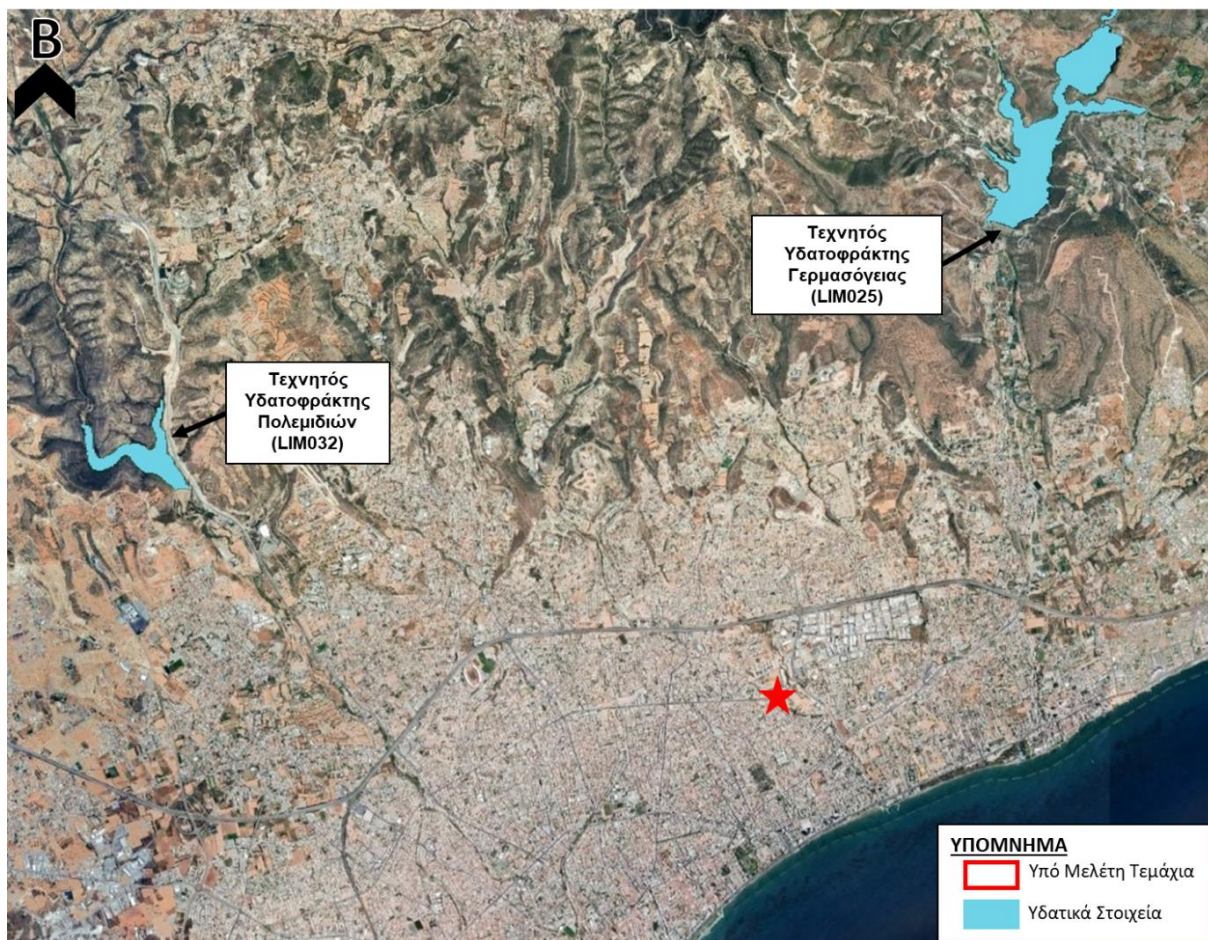 Β
Τεχνητός
Υδατοφράκτης
Γερμασόγειας
(LIM025)
Τεχνητός
Υδατοφράκτης
Πολεμιδιών
(LIM032)
ΥΠΟΜΝΗΜΑ
Υπό Μελέτη Τεμάχια
Υδατικά Στοιχεία